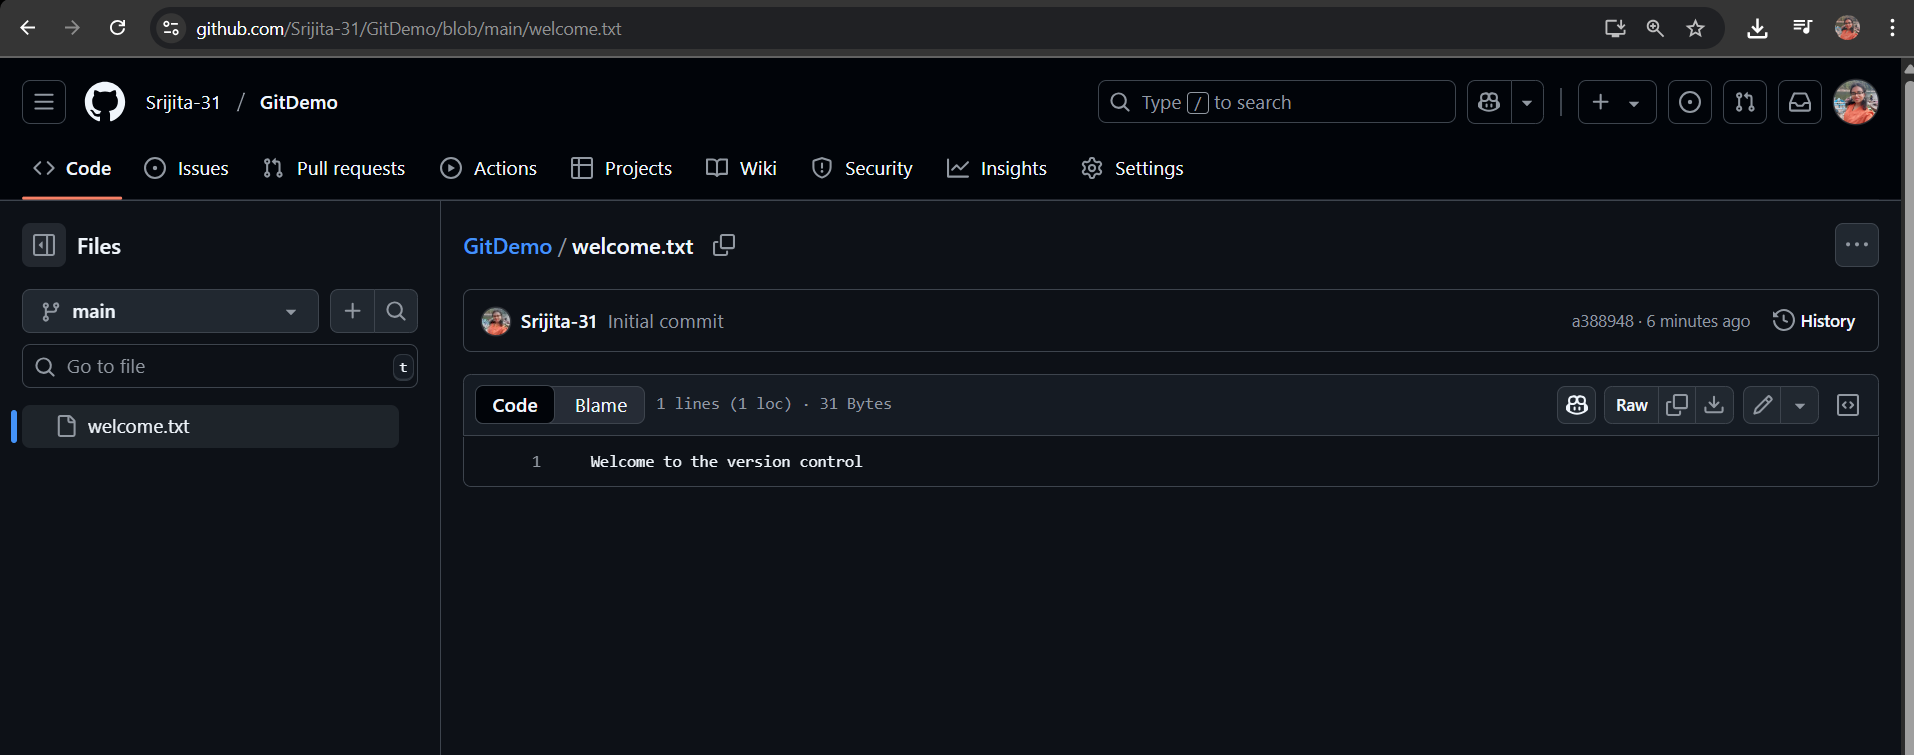 github.com/Srijita-31/GitDemo/blob/main/welcome.txt
Srijita-31 / GitDemo
Type / to search
Code Issues Pull requests Actions Projects Wiki Security Insights Settings
Files
main
Go to file t
welcome.txt
GitDemo / welcome.txt
Srijita-31 Initial commit
a388948 · 6 minutes ago History
Code Blame 1 lines (1 loc) · 31 Bytes Raw
1 Welcome to the version control